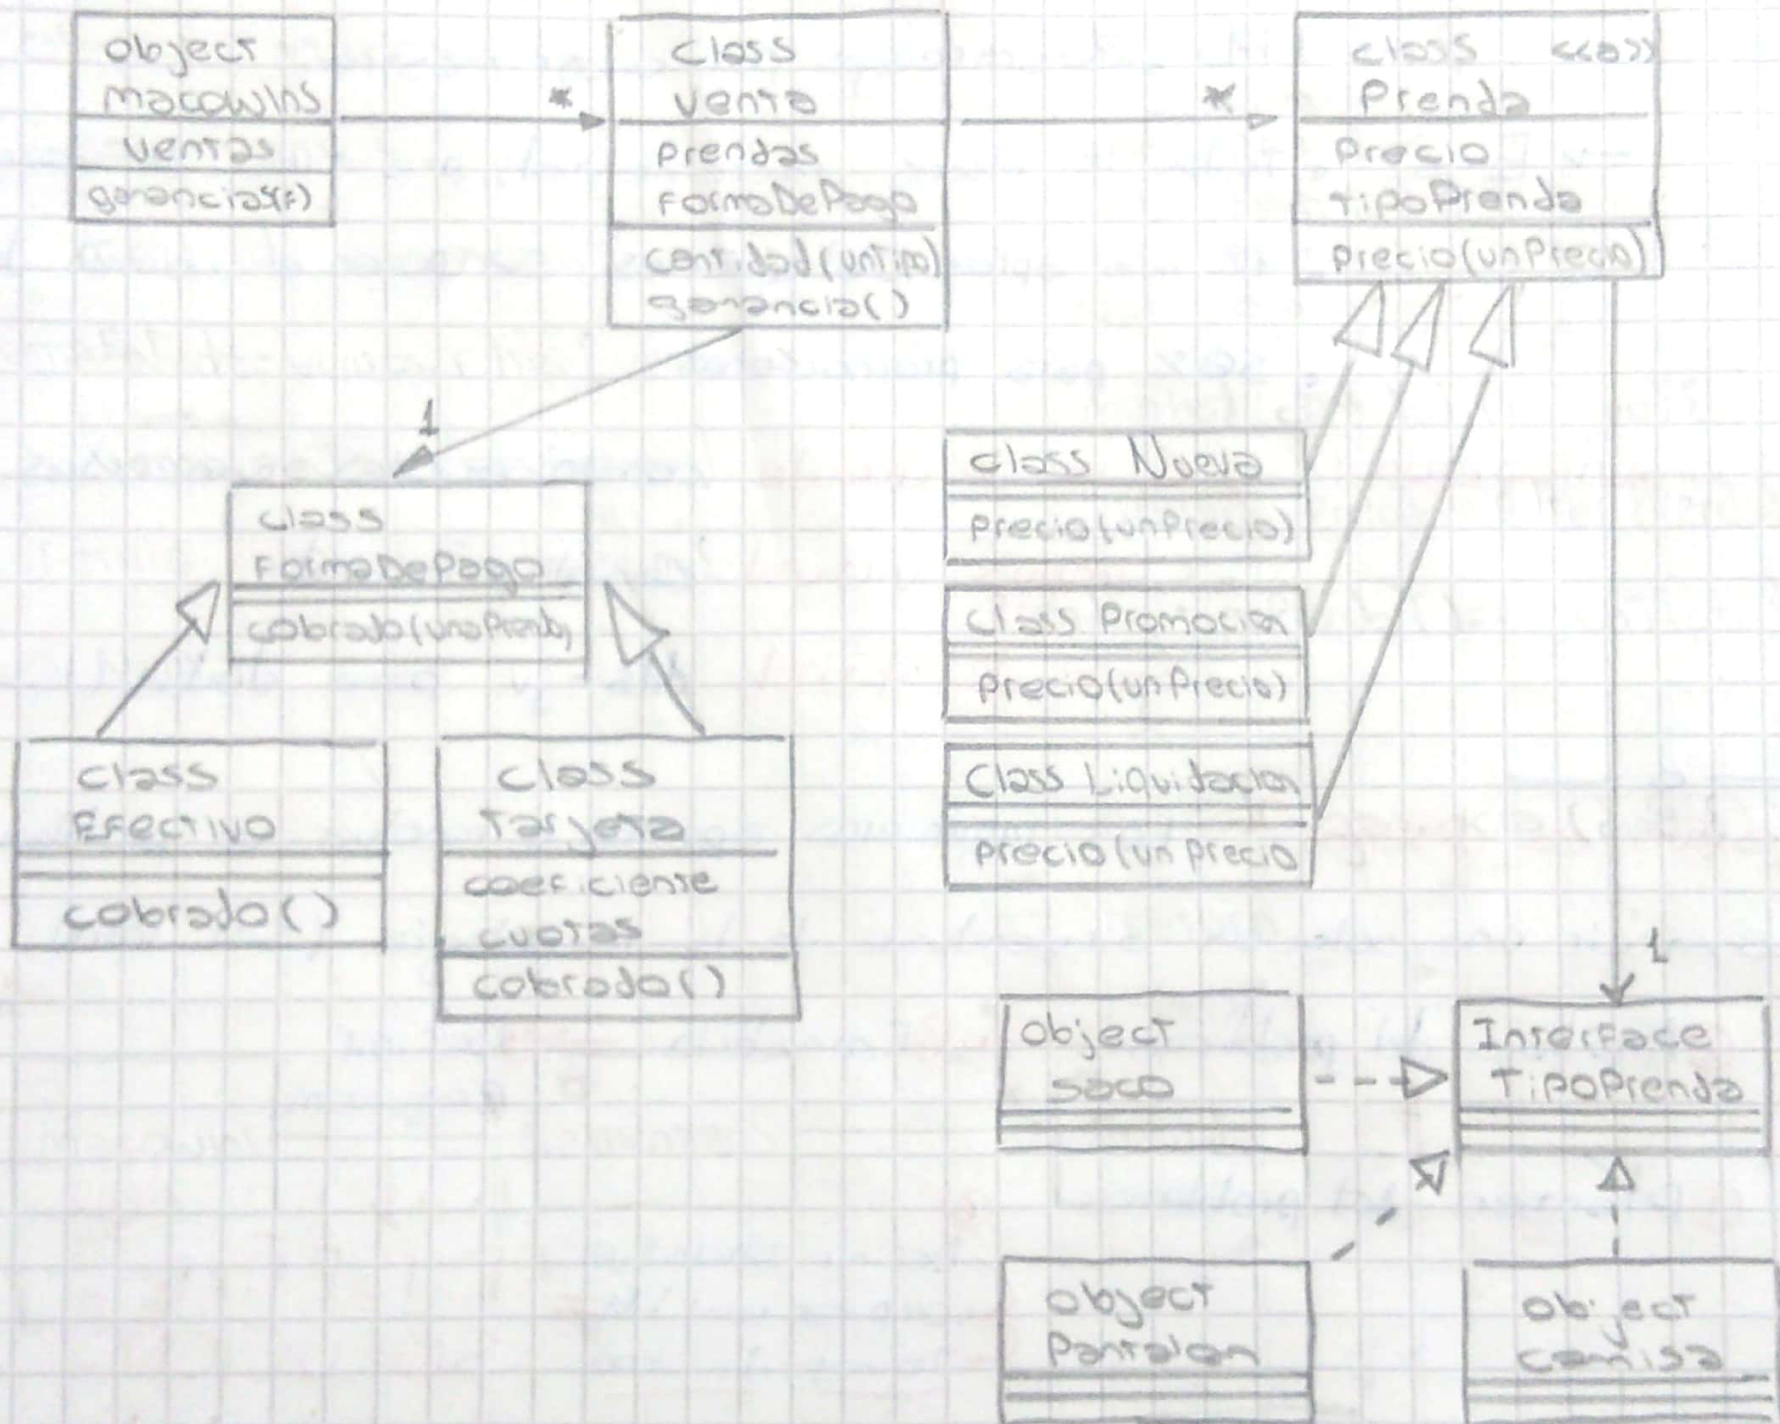 Object
macowins
ventas
ganancias(f)
*
Class
Venta
Prendas
FormaDePago
cantidad(unTipo)
ganancia()
*
Class <<a>>
Prenda
Precio
TipoPrenda
Precio(unPrecio)
1
Class
FormaDePago
cobrado(unaPrenda)
Class Nueva
Precio(unPrecio)
Class Promocion
Precio(unPrecio)
Class Liquidacion
Precio(unPrecio
Class
Efectivo
cobrado()
Class
Tarjeta
coeficiente
cuotas
cobrado()
1
Object
saco
Interface
TipoPrenda
Object
Pantalon
Object
camisa